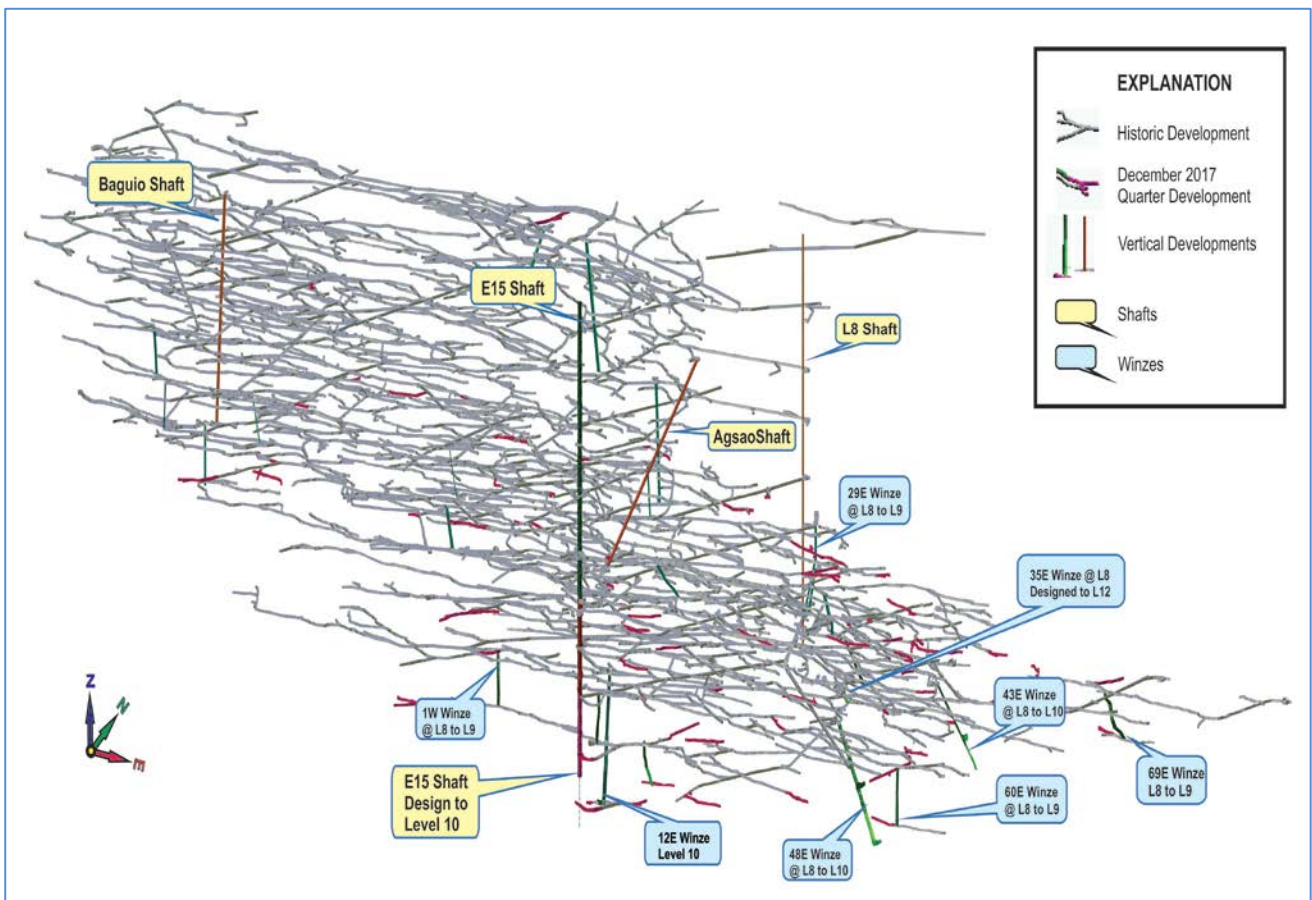 EXPLANATION
Historic Development
December 2017
Quarter Development
Vertical Developments
Shafts
Winzes
Baguio Shaft
E15 Shaft
L8 Shaft
AgsaoShaft
29E Winze
@ L8 to L9
35E Winze @ L8
Designed to L12
43E Winze
@ L8 to L10
1W Winze
@ L8 to L9
69E Winze
L8 to L9
E15 Shaft
Design to
Level 10
60E Winze
@ L8 to L9
12E Winze
Level 10
48E Winze
@ L8 to L10
Z
N
E